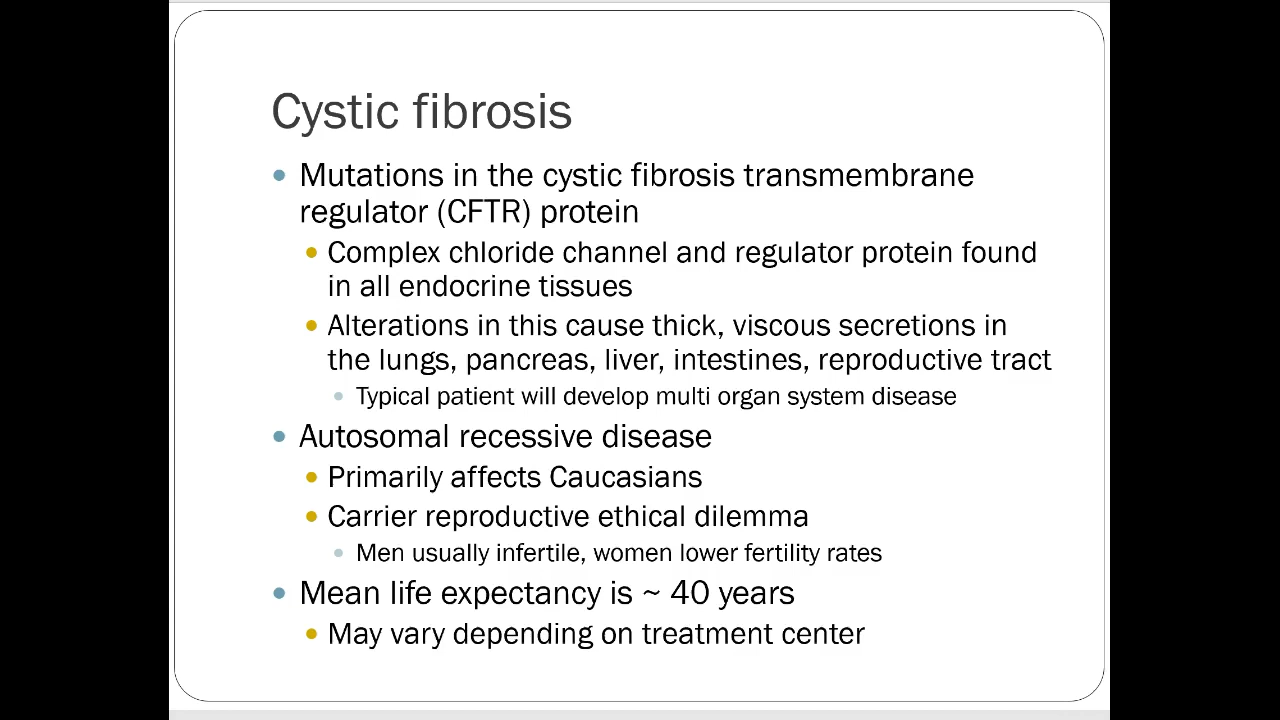 Cystic fibrosis
• Mutations in the cystic fibrosis transmembrane
regulator (CFTR) protein
• Complex chloride channel and regulator protein found
in all endocrine tissues
• Alterations in this cause thick, viscous secretions in
the lungs, pancreas, liver, intestines, reproductive tract
• Typical patient will develop multi organ system disease
• Autosomal recessive disease
• Primarily affects Caucasians
• Carrier reproductive ethical dilemma
• Men usually infertile, women lower fertility rates
• Mean life expectancy is ~ 40 years
• May vary depending on treatment center